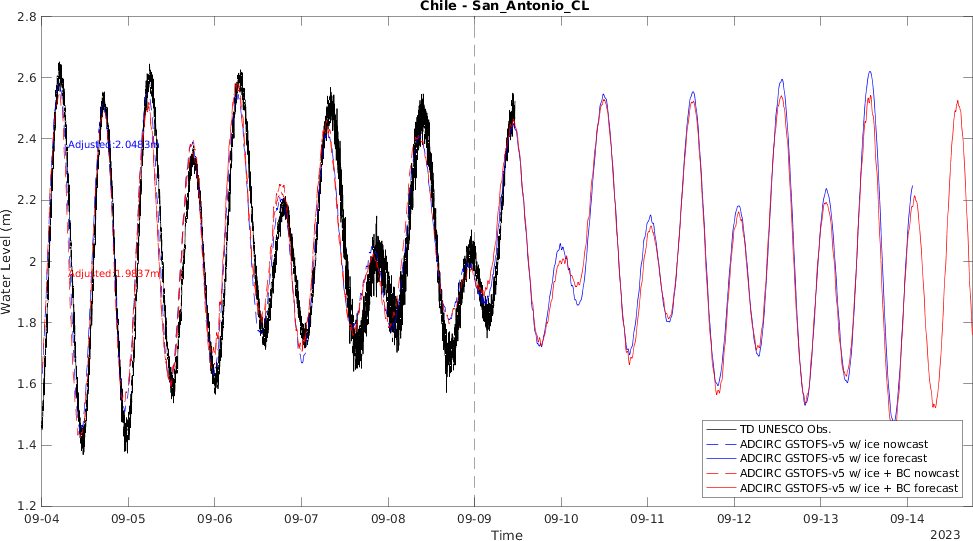 Chile - San_Antonio_CL
2.8
2.6
2.4
2.2
2
1.8
1.6
1.4
1.2
Water Level (m)
Adjusted:2.0483m
Adjusted:1.9837m
TD UNESCO Obs.
ADCIRC GSTOFS-v5 w/ ice nowcast
ADCIRC GSTOFS-v5 w/ ice forecast
ADCIRC GSTOFS-v5 w/ ice + BC nowcast
ADCIRC GSTOFS-v5 w/ ice + BC forecast
09-04 09-05 09-06 09-07 09-08 09-09 09-10 09-11 09-12 09-13 09-14
Time
2023